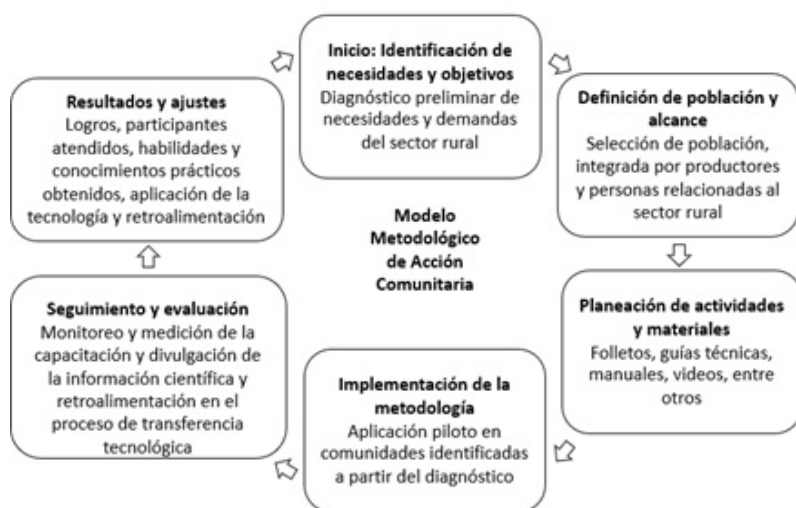 Inicio: Identificación de
necesidades y objetivos
Diagnóstico preliminar de
necesidades y demandas
del sector rural
Definición de población y
alcance
Selección de población,
integrada por productores
y personas relacionadas al
sector rural
Planeación de actividades
y materiales
Folletos, guías técnicas,
manuales, videos, entre
otros
Implementación de la
metodología
Aplicación piloto en
comunidades identificadas
a partir del diagnóstico
Seguimiento y evaluación
Monitoreo y medición de la
capacitación y divulgación de
la información científica y
retroalimentación en el
proceso de transferencia
tecnológica
Resultados y ajustes
Logros, participantes
atendidos, habilidades y
conocimientos prácticos
obtenidos, aplicación de la
tecnología y retroalimentación
Modelo
Metodológico
de Acción
Comunitaria